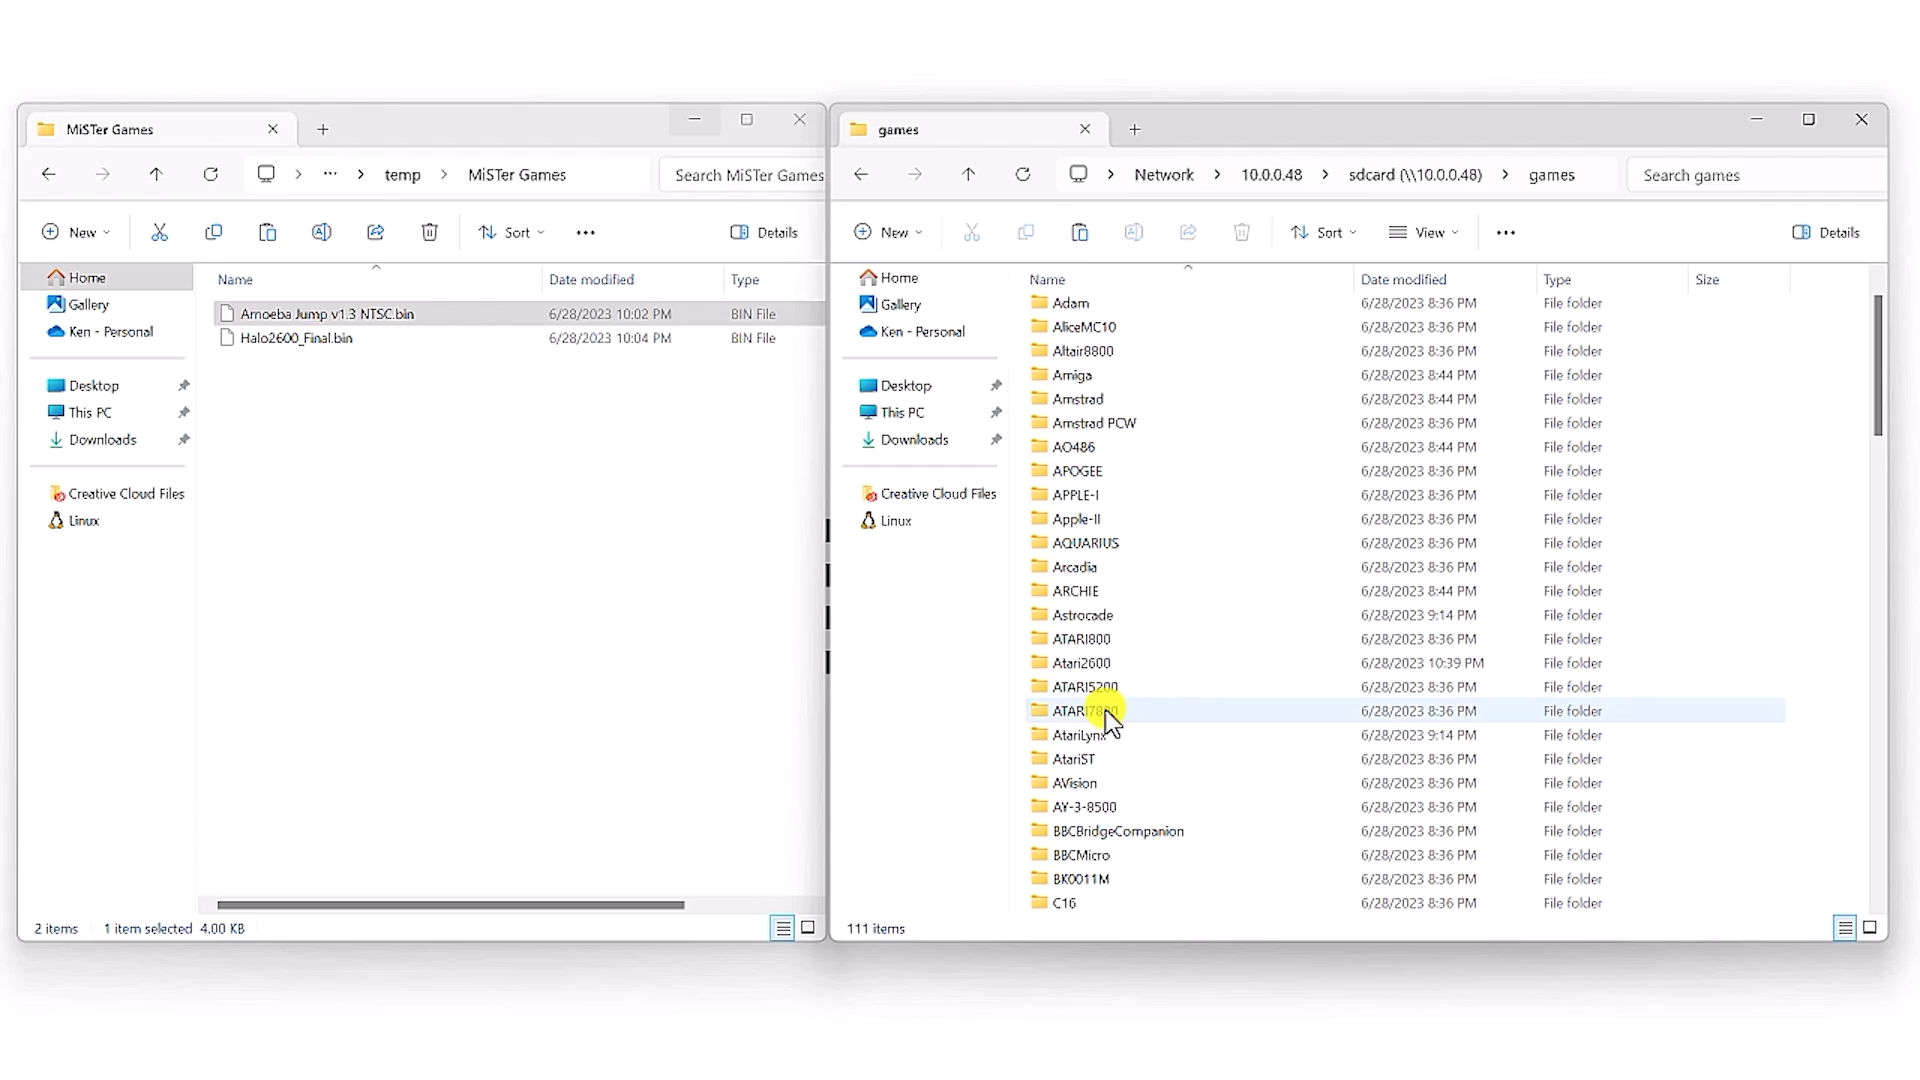 MiSTer Games
temp
MiSTer Games
Search MiSTer Games
New
Sort
Details
Home
Gallery
Ken - Personal
Desktop
This PC
Downloads
Creative Cloud Files
Linux
Name Date modified Type
Amoeba Jump v1.3 NTSC.bin 6/28/2023 10:02 PM BIN File
Halo2600_Final.bin 6/28/2023 10:04 PM BIN File
2 items 1 item selected 4.00 KB
games
Network 10.0.0.48 sdcard (\\10.0.0.48) games
Search games
New
Sort
View
Details
Home
Gallery
Ken - Personal
Desktop
This PC
Downloads
Creative Cloud Files
Linux
Name Date modified Type Size
Adam 6/28/2023 8:36 PM File folder
AliceMC10 6/28/2023 8:36 PM File folder
Altair8800 6/28/2023 8:36 PM File folder
Amiga 6/28/2023 8:44 PM File folder
Amstrad 6/28/2023 8:44 PM File folder
Amstrad PCW 6/28/2023 8:36 PM File folder
AO486 6/28/2023 8:44 PM File folder
APOGEE 6/28/2023 8:36 PM File folder
APPLE-I 6/28/2023 8:36 PM File folder
Apple-II 6/28/2023 8:36 PM File folder
AQUARIUS 6/28/2023 8:36 PM File folder
Arcadia 6/28/2023 8:36 PM File folder
ARCHIE 6/28/2023 8:44 PM File folder
Astrocade 6/28/2023 9:14 PM File folder
ATARI800 6/28/2023 8:36 PM File folder
Atari2600 6/28/2023 10:39 PM File folder
ATARI5200 6/28/2023 8:36 PM File folder
ATARI7800 6/28/2023 8:36 PM File folder
AtariLynx 6/28/2023 9:14 PM File folder
AtariST 6/28/2023 8:36 PM File folder
AVision 6/28/2023 8:36 PM File folder
AY-3-8500 6/28/2023 8:36 PM File folder
BBCBridgeCompanion 6/28/2023 8:36 PM File folder
BBCMicro 6/28/2023 8:36 PM File folder
BK0011M 6/28/2023 8:36 PM File folder
C16 6/28/2023 8:36 PM File folder
111 items